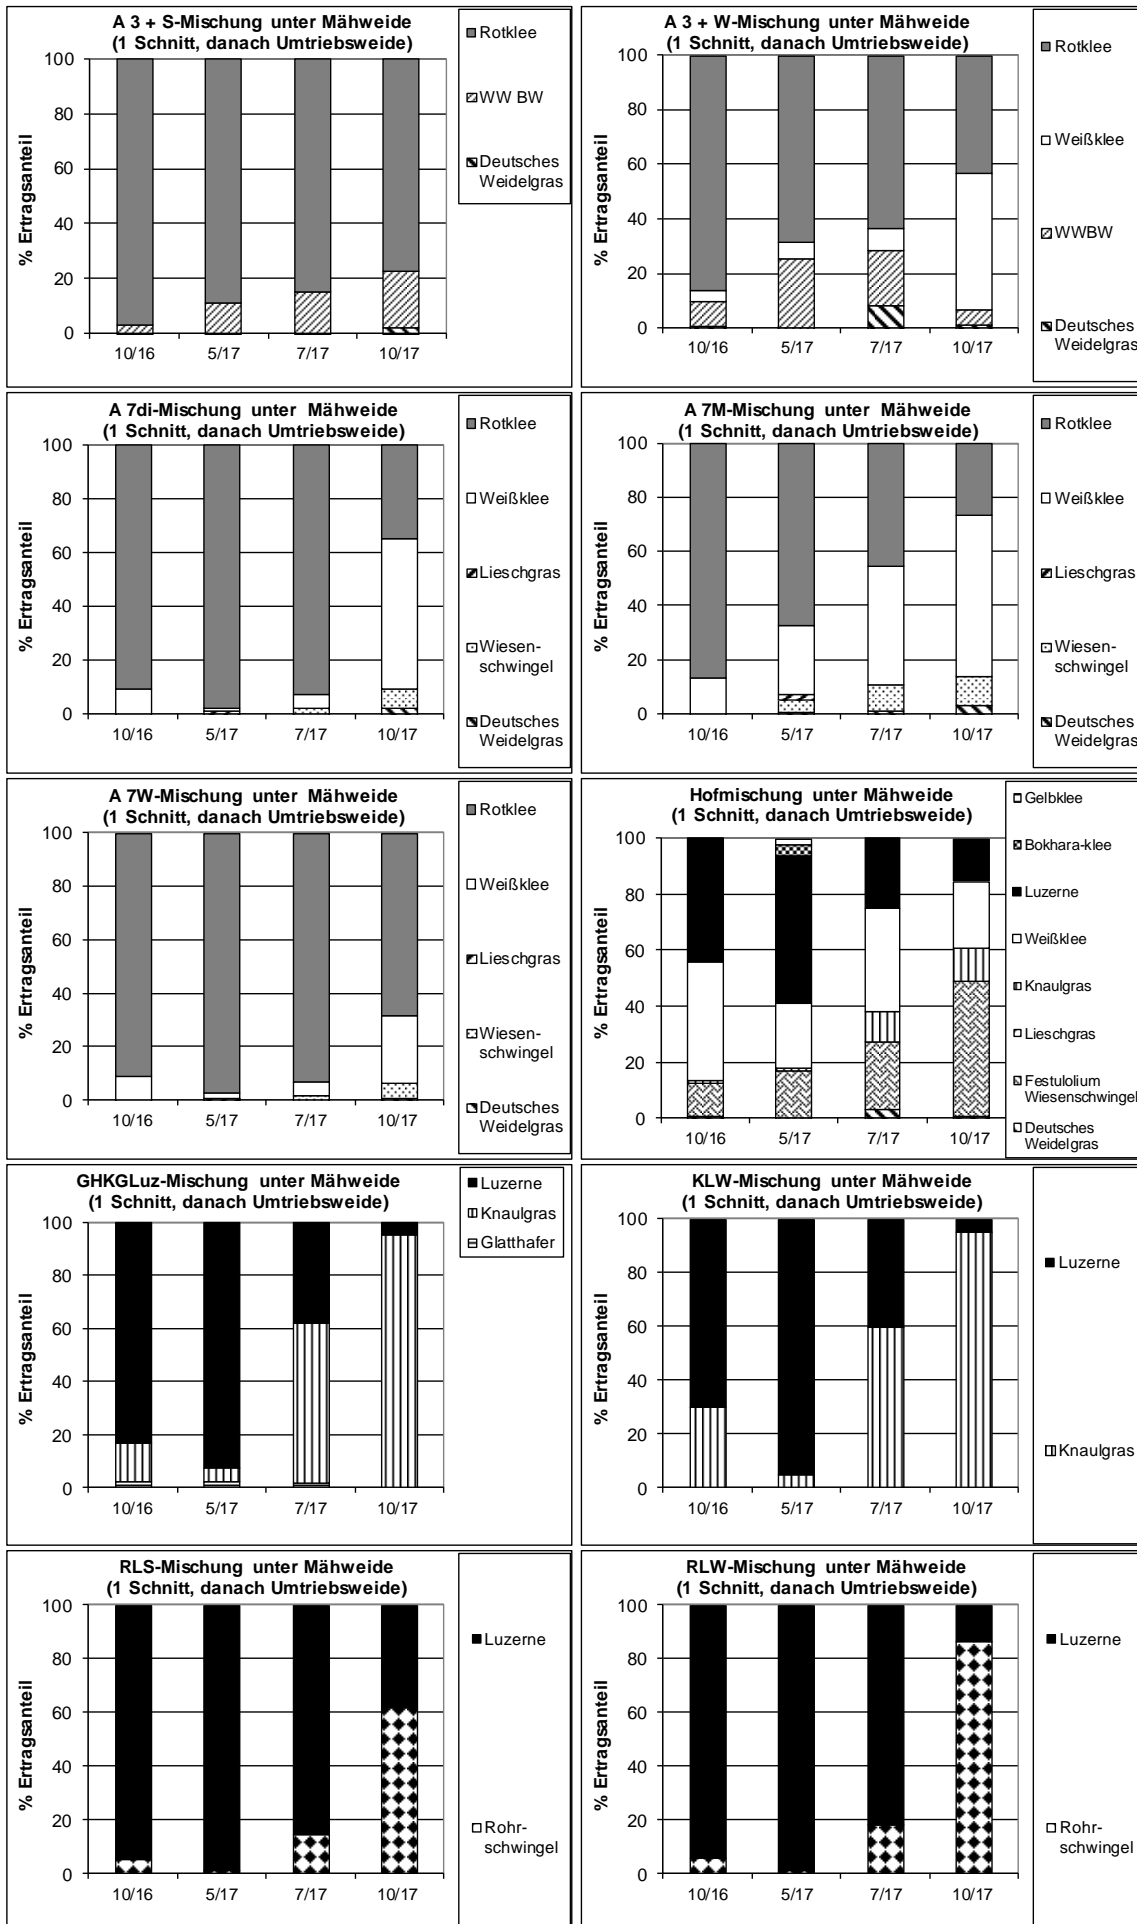 A 3 + S-Mischung unter Mähweide
(1 Schnitt, danach Umtriebsweide)
% Ertragsanteil
100
80
60
40
20
0
10/16 5/17 7/17 10/17
Rotklee
WW BW
Deutsches
Weidelgras
A 3 + W-Mischung unter Mähweide
(1 Schnitt, danach Umtriebsweide)
% Ertragsanteil
100
80
60
40
20
0
10/16 5/17 7/17 10/17
Rotklee
Weißklee
WWBW
Deutsches
Weidelgras
A 7di-Mischung unter Mähweide
(1 Schnitt, danach Umtriebsweide)
% Ertragsanteil
100
80
60
40
20
0
10/16 5/17 7/17 10/17
Rotklee
Weißklee
Lieschgras
Wiesen-
schwingel
Deutsches
Weidelgras
A 7M-Mischung unter Mähweide
(1 Schnitt, danach Umtriebsweide)
% Ertragsanteil
100
80
60
40
20
0
10/16 5/17 7/17 10/17
Rotklee
Weißklee
Lieschgras
Wiesen-
schwingel
Deutsches
Weidelgras
A 7W-Mischung unter Mähweide
(1 Schnitt, danach Umtriebsweide)
% Ertragsanteil
100
80
60
40
20
0
10/16 5/17 7/17 10/17
Rotklee
Weißklee
Lieschgras
Wiesen-
schwingel
Deutsches
Weidelgras
Hofmischung unter Mähweide
(1 Schnitt, danach Umtriebsweide)
% Ertragsanteil
100
80
60
40
20
0
10/16 5/17 7/17 10/17
Gelbklee
Bokhara-klee
Luzerne
Weißklee
Knaulgras
Lieschgras
Festulolium
Wiesenschwingel
Deutsches
Weidelgras
GHKGLuz-Mischung unter Mähweide
(1 Schnitt, danach Umtriebsweide)
% Ertragsanteil
100
80
60
40
20
0
10/16 5/17 7/17 10/17
Luzerne
Knaulgras
Glatthafer
KLW-Mischung unter Mähweide
(1 Schnitt, danach Umtriebsweide)
% Ertragsanteil
100
80
60
40
20
0
10/16 5/17 7/17 10/17
Luzerne
Knaulgras
RLS-Mischung unter Mähweide
(1 Schnitt, danach Umtriebsweide)
% Ertragsanteil
100
80
60
40
20
0
10/16 5/17 7/17 10/17
Luzerne
Rohr-
schwingel
RLW-Mischung unter Mähweide
(1 Schnitt, danach Umtriebsweide)
% Ertragsanteil
100
80
60
40
20
0
10/16 5/17 7/17 10/17
Luzerne
Rohr-
schwingel